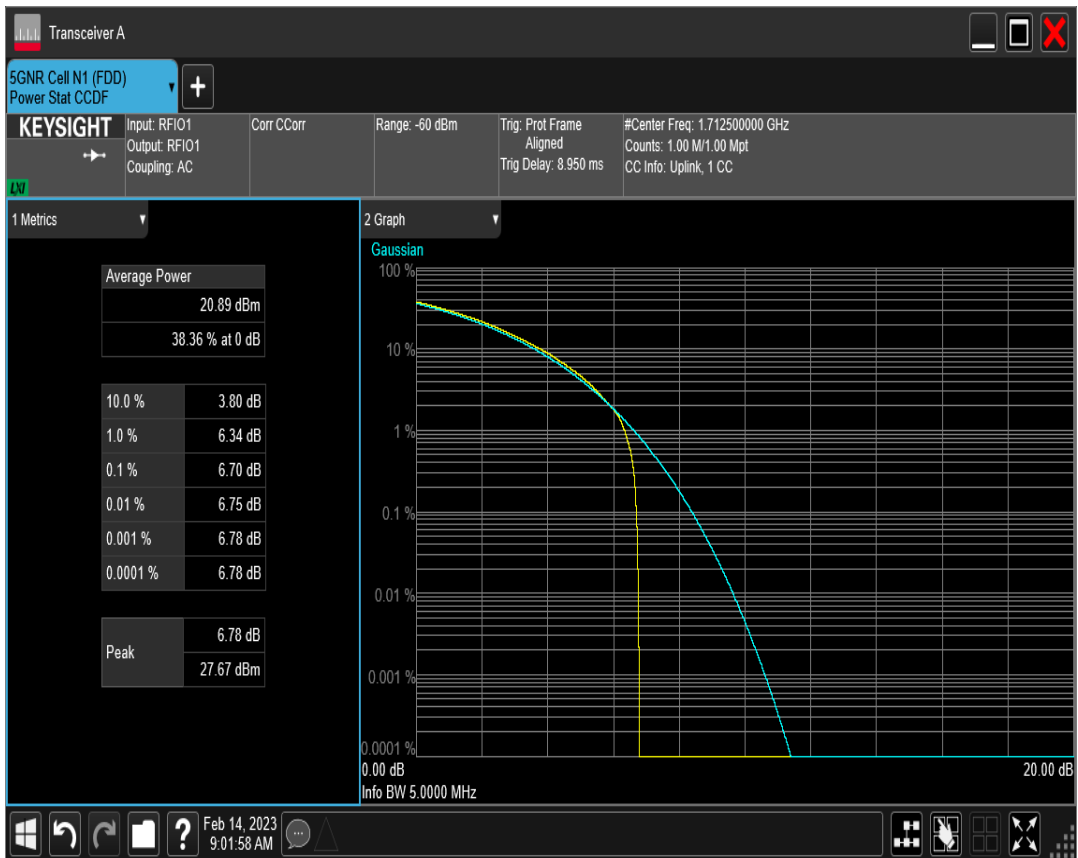 Transceiver A
5GNR Cell N1 (FDD)
Power Stat CCDF
+
KEYSIGHT
LXI
Input: RFIO1
Output: RFIO1
Coupling: AC
Corr CCorr
Range: -60 dBm
Trig: Prot Frame
Aligned
Trig Delay: 8.950 ms
#Center Freq: 1.712500000 GHz
Counts: 1.00 M/1.00 Mpt
CC Info: Uplink, 1 CC
1 Metrics
Average Power
20.89 dBm
38.36 % at 0 dB
10.0 % 3.80 dB
1.0 % 6.34 dB
0.1 % 6.70 dB
0.01 % 6.75 dB
0.001 % 6.78 dB
0.0001 % 6.78 dB
Peak
6.78 dB
27.67 dBm
2 Graph
Gaussian
100 %
10 %
1 %
0.1 %
0.01 %
0.001 %
0.0001 %
0.00 dB 20.00 dB
Info BW 5.0000 MHz
?
Feb 14, 2023
9:01:58 AM